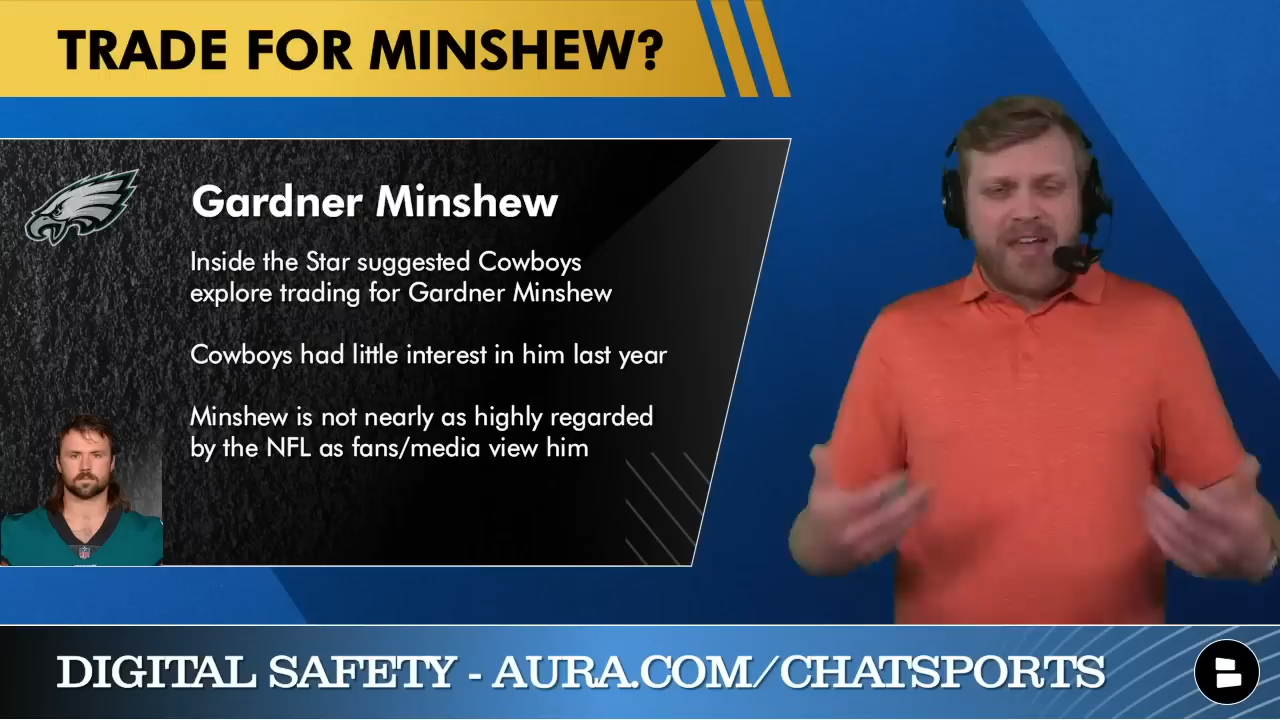 TRADE FOR MINSHEW?
Gardner Minshew
Inside the Star suggested Cowboys
explore trading for Gardner Minshew
Cowboys had little interest in him last year
Minshew is not nearly as highly regarded
by the NFL as fans/media view him
DIGITAL SAFETY - AURA.COM/CHATSPORTS